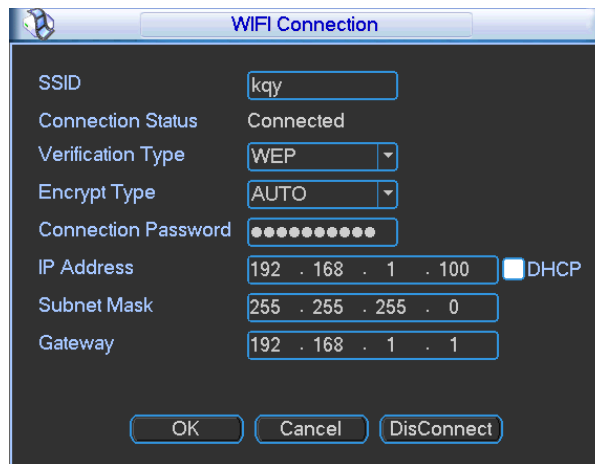 WIFI Connection
SSID kqy
Connection Status Connected
Verification Type WEP
Encrypt Type AUTO
Connection Password ●●●●●●●●●●
IP Address 192 . 168 . 1 . 100 DHCP
Subnet Mask 255 . 255 . 255 . 0
Gateway 192 . 168 . 1 . 1
OK Cancel DisConnect